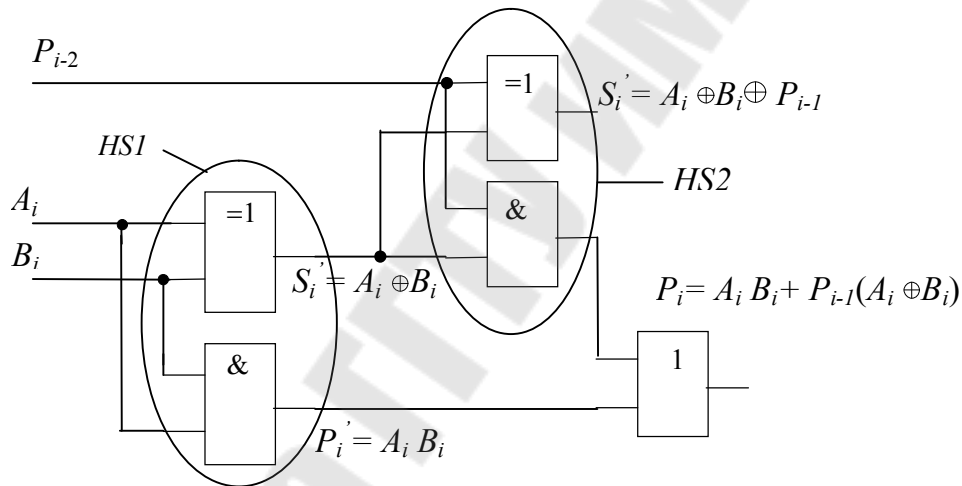 P_{i-2}
=1
S_i' = A_i ⊕ B_i ⊕ P_{i-1}
HS1
HS2
A_i
=1
&
B_i
S_i' = A_i ⊕ B_i
P_i = A_i B_i + P_{i-1}(A_i ⊕ B_i)
&
1
P_i' = A_i B_i